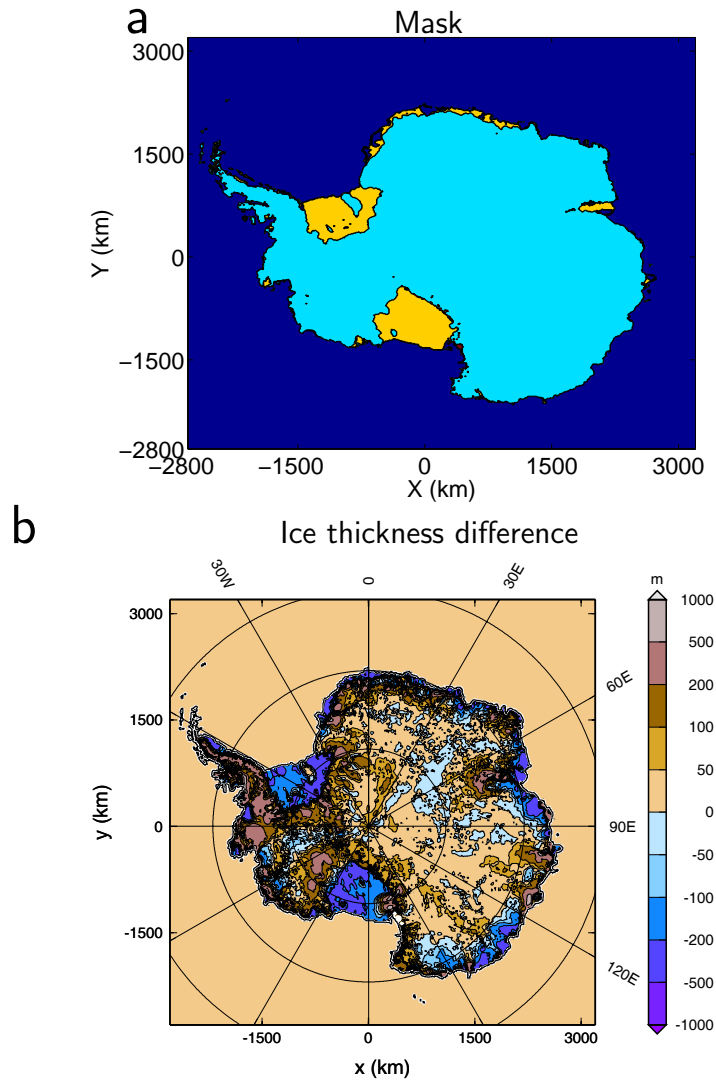 a
Mask
3200
1500
0
−1500
−2800
Y (km)
−2800
−1500
0
1500
3000
X (km)
b
Ice thickness difference
30W
0
30E
60E
90E
120E
3000
1500
0
-1500
y (km)
-1500
0
1500
3000
x (km)
m
1000
500
200
100
50
0
-50
-100
-200
-500
-1000